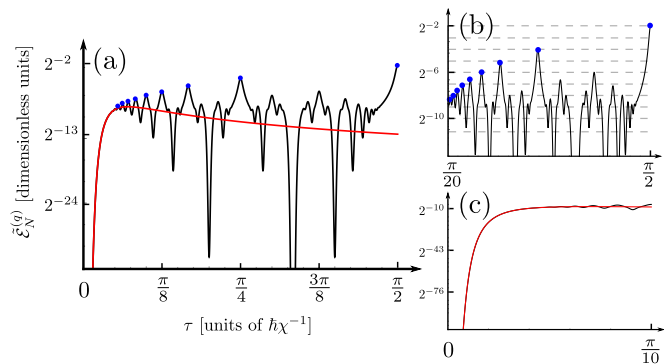 (a)
2^{-2}
2^{-13}
2^{-24}
\tilde{\mathcal{E}}_N^{(q)} [dimensionless units]
0
π/8
π/4
3π/8
π/2
τ [units of ħχ^{-1}]
(b)
2^{-2}
2^{-6}
2^{-10}
π/20
π/2
(c)
2^{-10}
2^{-43}
2^{-76}
0
π/10